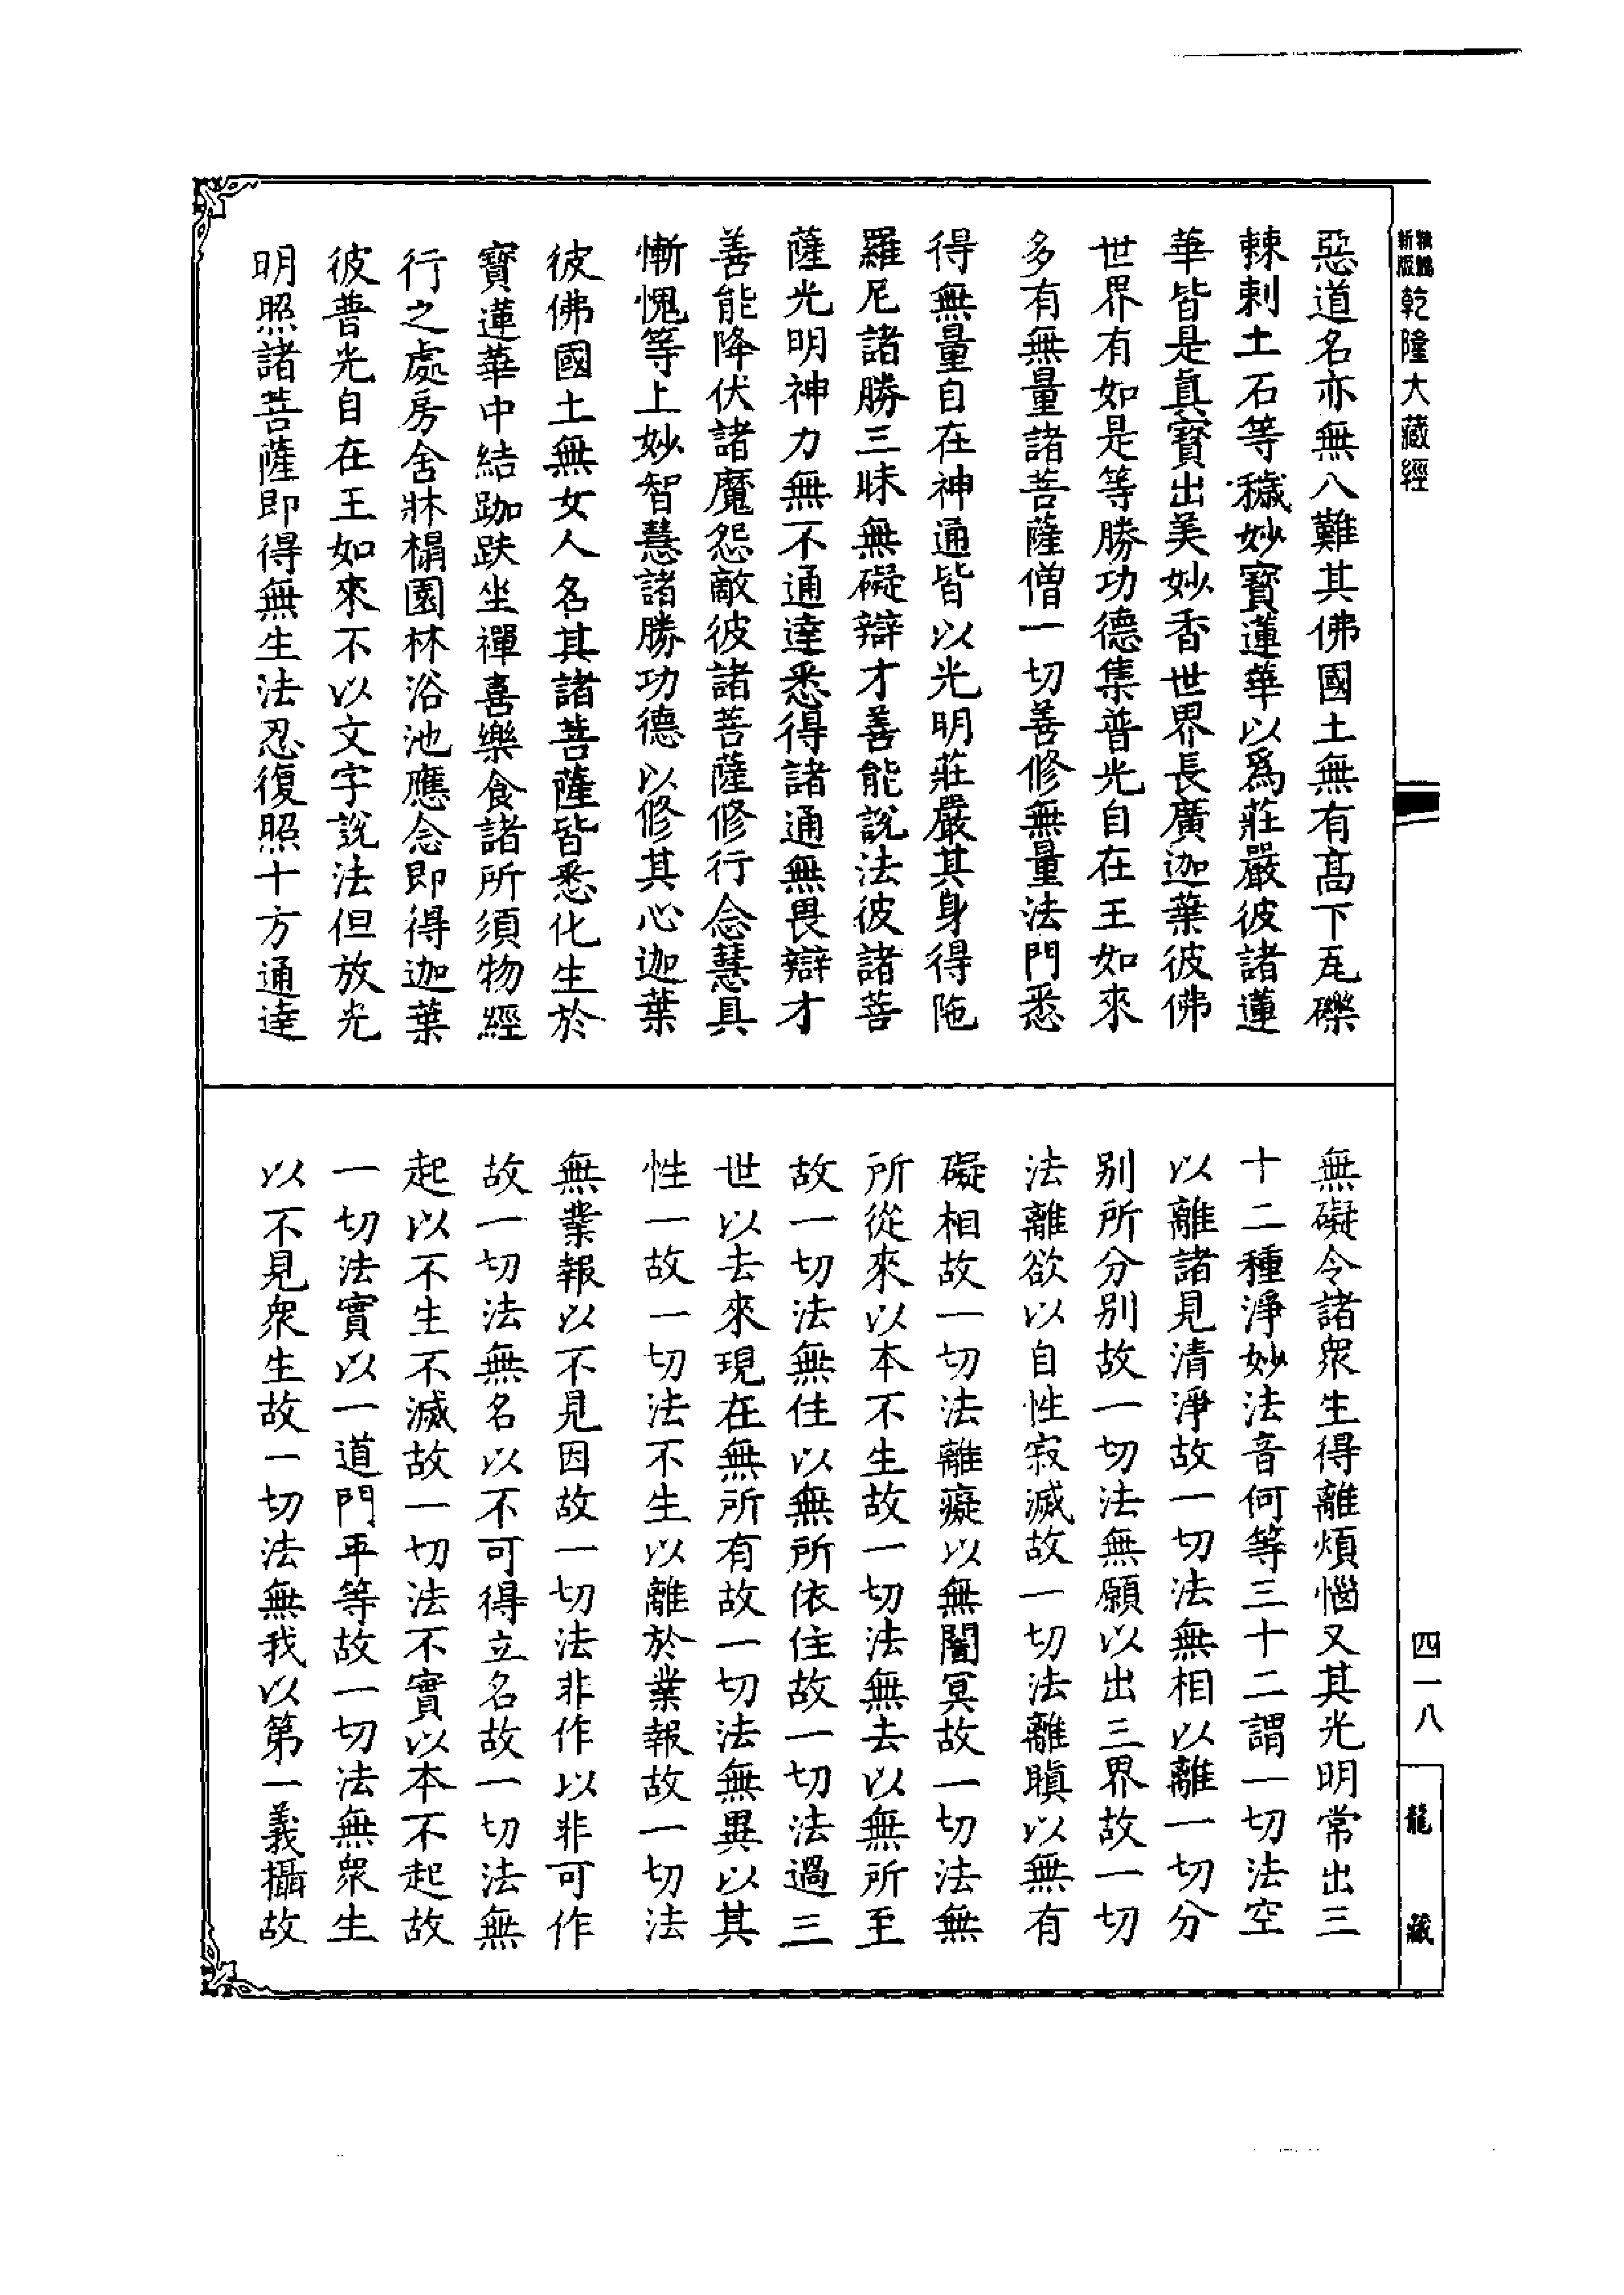 新版
乾隆大藏經
惡道名亦無八難其佛國土無有高下瓦礫
棘刺土石等穢妙寶蓮華以爲莊嚴彼諸蓮
華皆是真寶出美妙香世界長廣迦葉彼佛
世界有如是等勝功德集普光自在王如來
多有無量諸菩薩僧一切善修無量法門悉
得無量自在神通皆以光明莊嚴其身得陁
羅尼諸勝三昧無礙辯才善能說法彼諸菩
薩光明神力無不通達悉得諸通無畏辯才
善能降伏諸魔怨敵彼諸菩薩修行念慧具
慚愧等上妙智慧諸勝功德以修其心迦葉
彼佛國土無女人名其諸菩薩皆悉化生於
寶蓮華中結跏趺坐禪喜樂食諸所須物經
行之處房舍牀榻園林浴池應念即得迦葉
彼普光自在王如來不以文字說法但放光
明照諸菩薩即得無生法忍復照十方通達
無礙令諸衆生得離煩惱又其光明常出三
十二種淨妙法音何等三十二謂一切法空
以離諸見清淨故一切法無相以離一切分
別所分別故一切法無願以出三界故一切
法離欲以自性寂滅故一切法離瞋以無有
礙相故一切法離癡以無闇冥故一切法無
所從來以本不生故一切法無去以無所至
故一切法無住以無所依住故一切法過三
世以去來現在無所有故一切法無異以其
性一故一切法不生以離於業報故一切法
無業報以不見因故一切法非作以非可作
故一切法無名以不可得立名故一切法無
起以不生不滅故一切法不實以本不起故
一切法實以一道門平等故一切法無衆生
以不見衆生故一切法無我以第一義攝故
四一八
龍藏